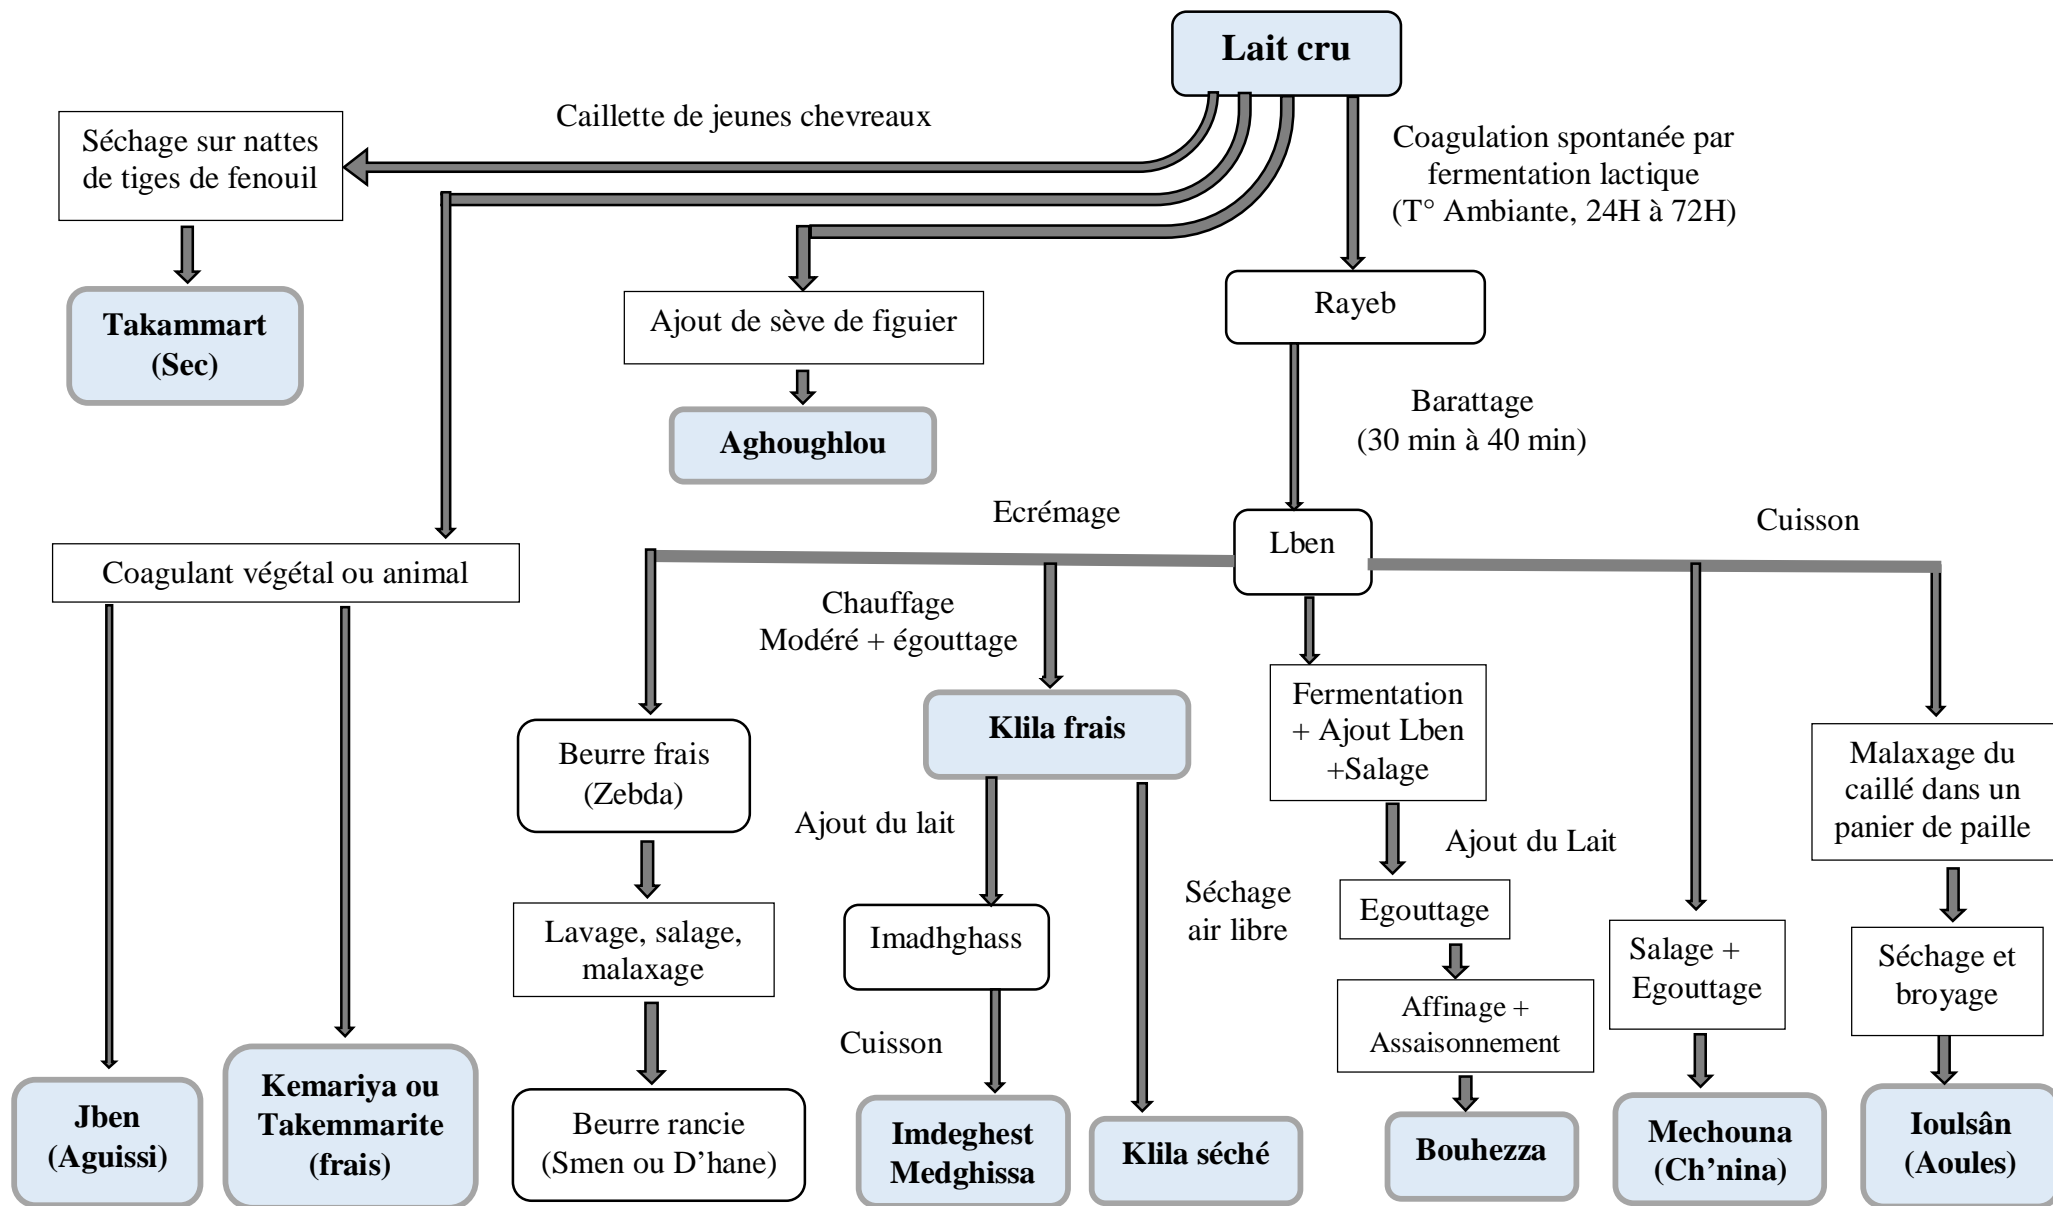 Lait cru
Caillette de jeunes chevreaux
Séchage sur nattes
de tiges de fenouil
Coagulation spontanée par
fermentation lactique
(T° Ambiante, 24H à 72H)
Takammart
(Sec)
Ajout de sève de figuier
Rayeb
Aghoughlou
Barattage
(30 min à 40 min)
Ecrémage
Lben
Cuisson
Coagulant végétal ou animal
Chauffage
Modéré + égouttage
Beurre frais
(Zebda)
Klila frais
Fermentation
+ Ajout Lben
+Salage
Malaxage du
caillé dans un
panier de paille
Ajout du lait
Ajout du Lait
Lavage, salage,
malaxage
Imadhghass
Séchage
air libre
Egouttage
Salage +
Egouttage
Séchage et
broyage
Cuisson
Affinage +
Assaisonnement
Jben
(Aguissi)
Kemariya ou
Takemmarite
(frais)
Beurre rancie
(Smen ou D’hane)
Imdeghest
Medghissa
Klila séché
Bouhezza
Mechouna
(Ch’nina)
Ioulsân
(Aoules)